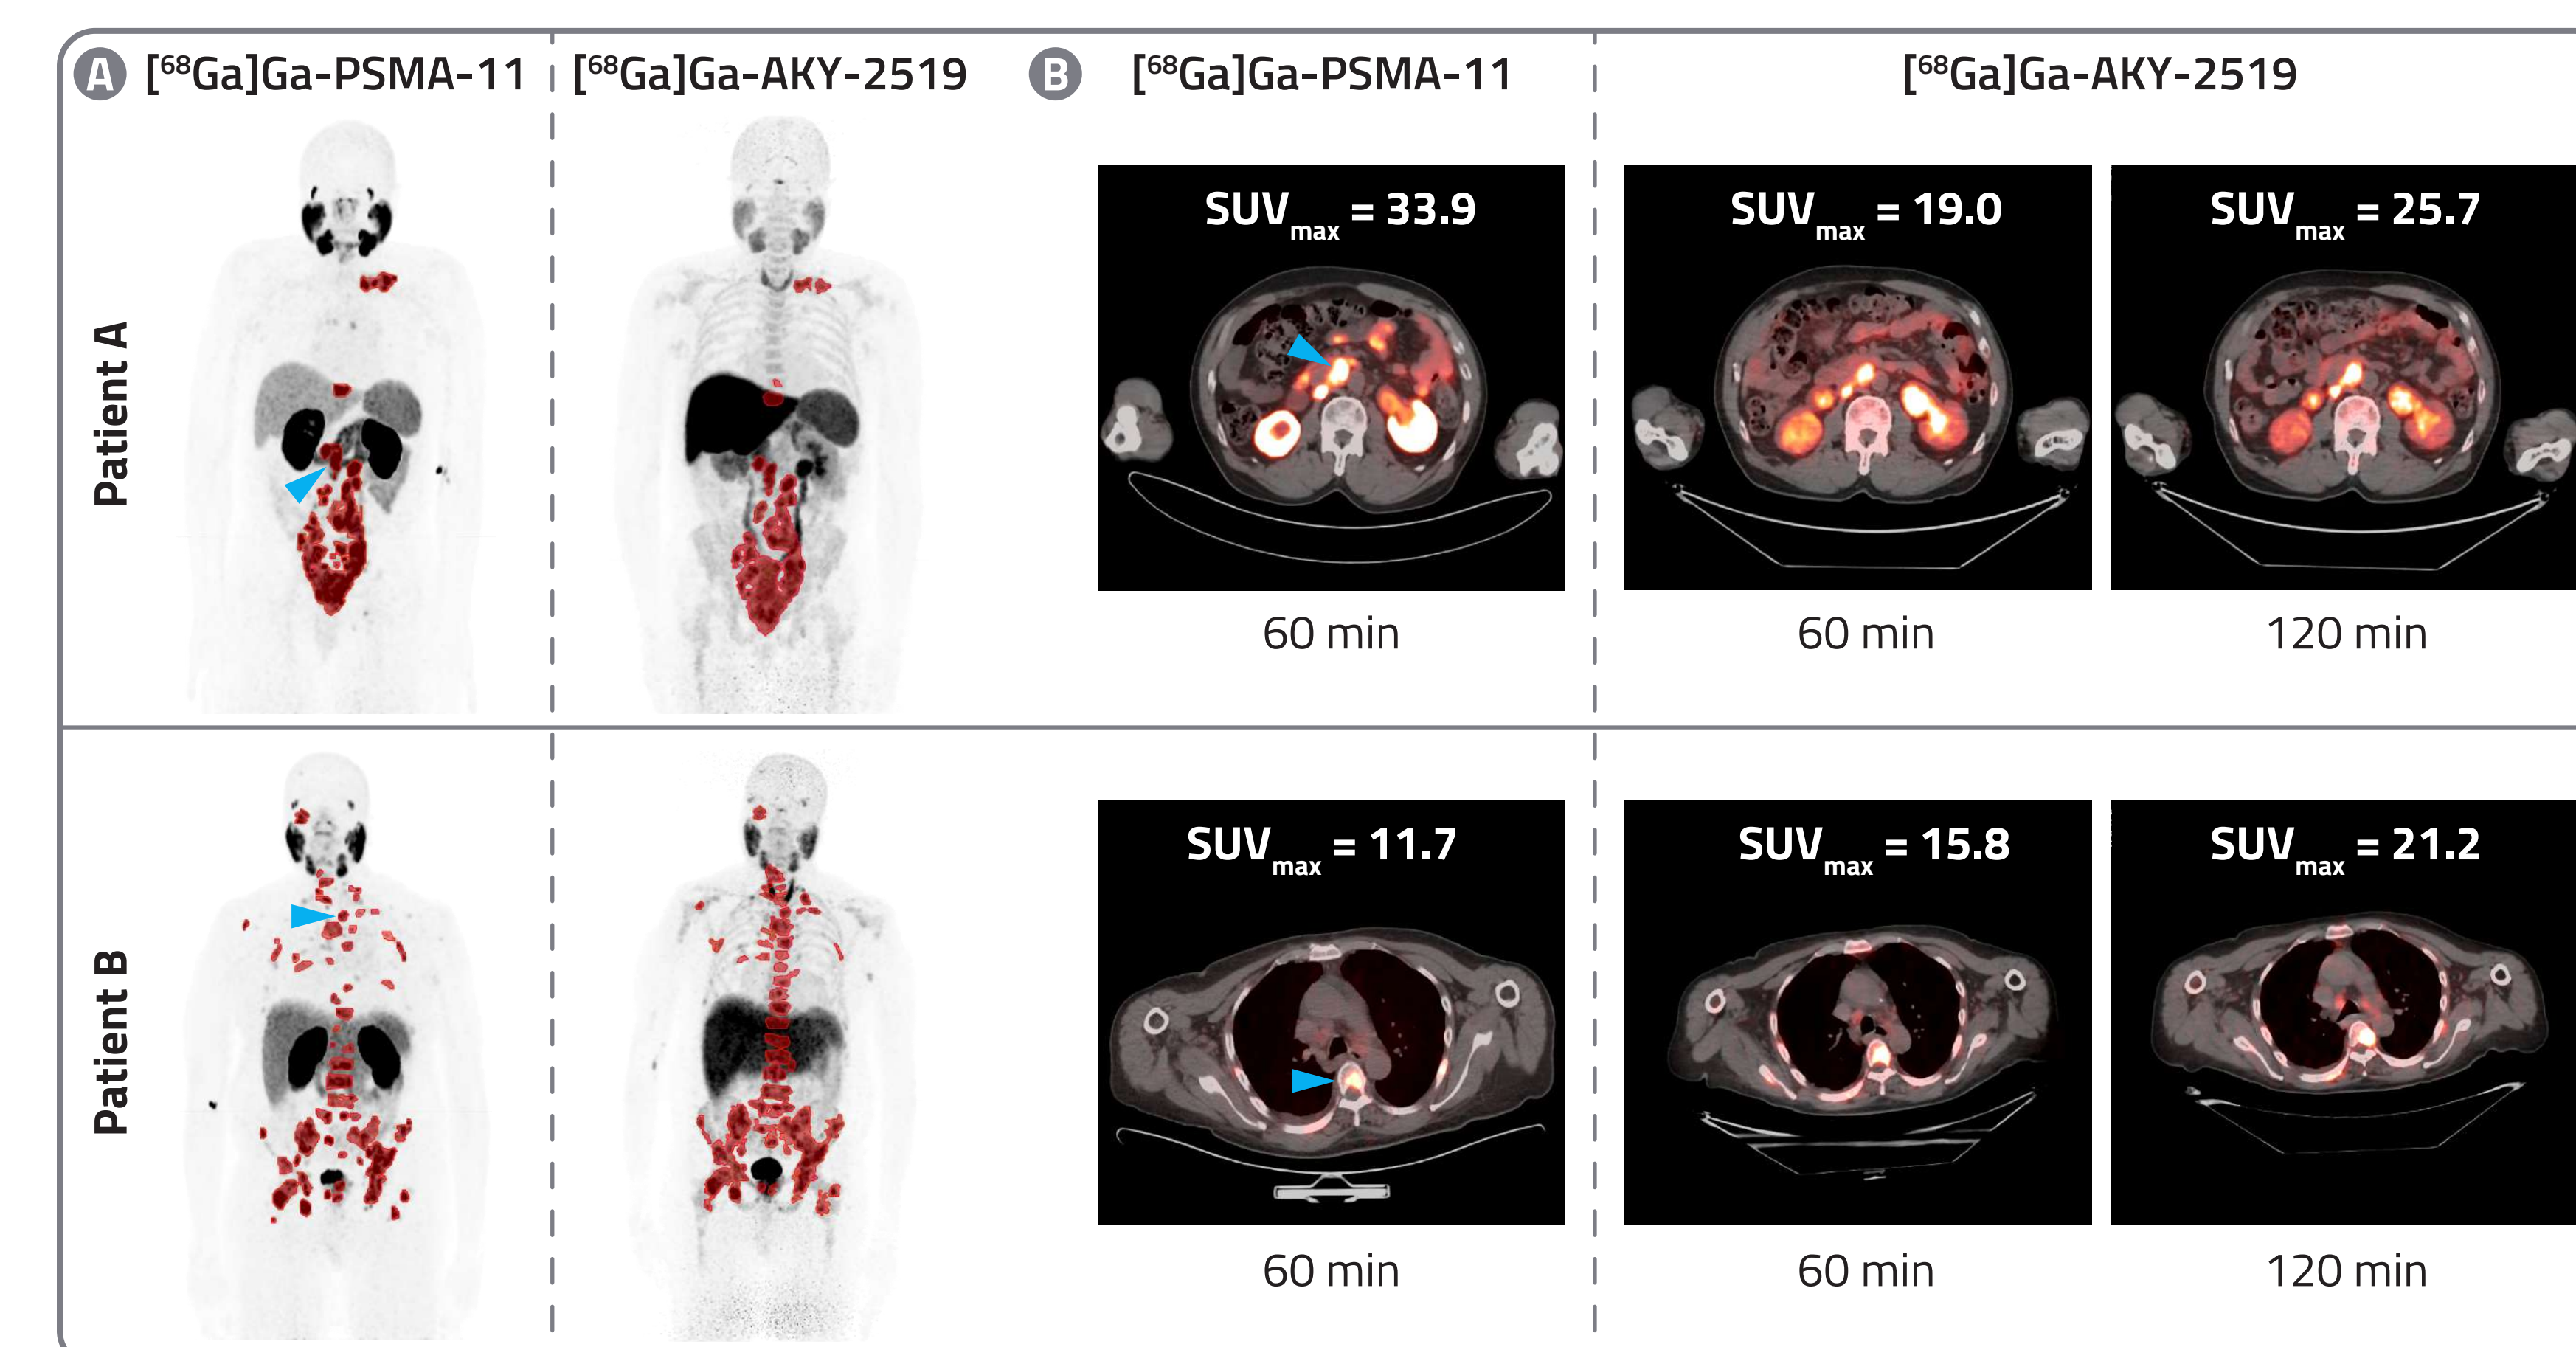 A [⁶⁸Ga]Ga-PSMA-11 [⁶⁸Ga]Ga-AKY-2519 B [⁶⁸Ga]Ga-PSMA-11 [⁶⁸Ga]Ga-AKY-2519
Patient A
SUVmax = 33.9 SUVmax = 19.0 SUVmax = 25.7
60 min 60 min 120 min
Patient B
SUVmax = 11.7 SUVmax = 15.8 SUVmax = 21.2
60 min 60 min 120 min